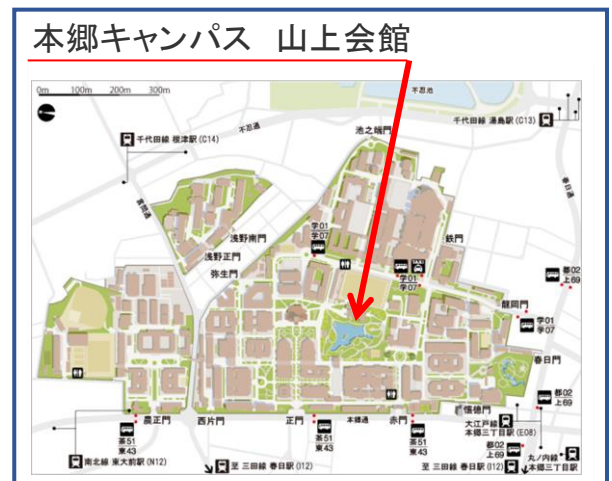 本郷キャンパス　山上会館
0m 100m 200m 300m
不忍池
千代田線 湯島駅(C13)
不忍通
池之端門
千代田線 根津駅(C14)
春日通
言問通
学01
学07
鉄門
浅野南門
浅野正門
弥生門
TAXI
学01
学07
都02
上69
龍岡門
学01
学07
春日門
都02
上69
懐徳門
農正門
西片門
正門
本郷通
赤門
大江戸線
本郷三丁目駅(E08)
茶51
東43
茶51
東43
茶51
東43
都02
上69
丸ノ内線
本郷三丁目駅
南北線 東大前駅(N12)
至 三田線 春日駅(I12)
至 三田線 春日駅(I12)